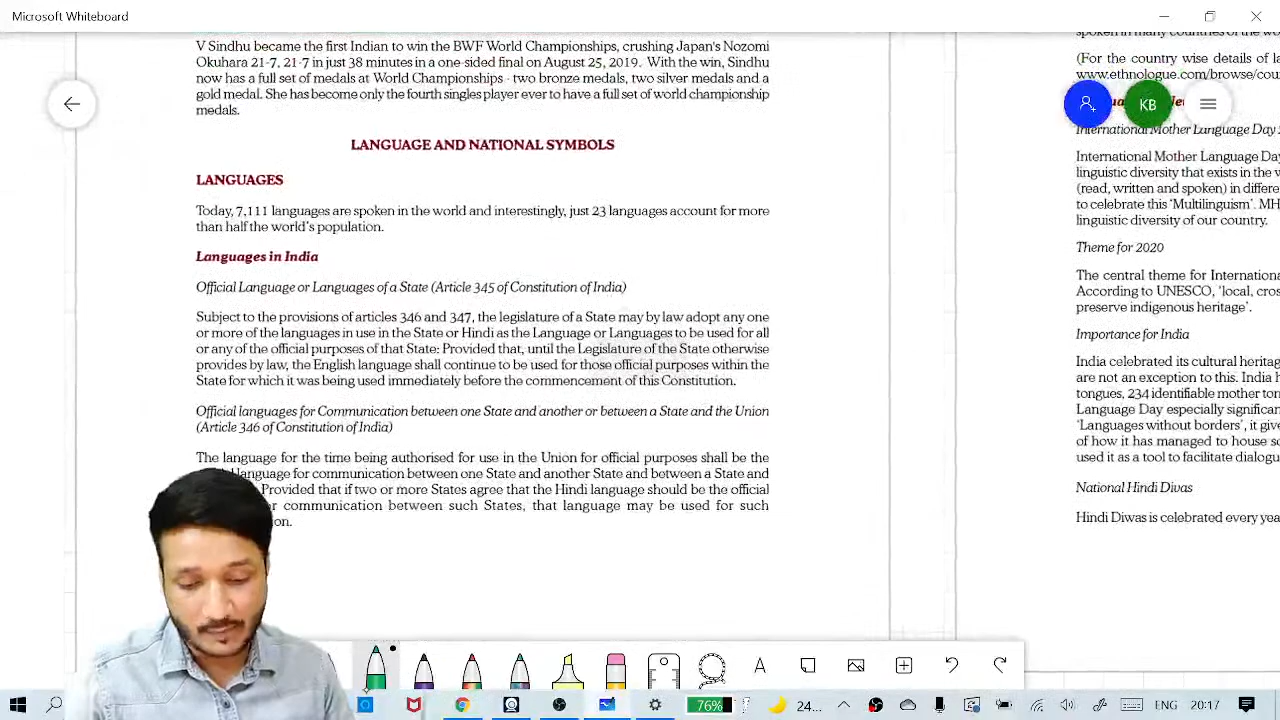 Microsoft Whiteboard
V Sindhu became the first Indian to win the BWF World Championships, crushing Japan's Nozomi
Okuhara 21-7, 21-7 in just 38 minutes in a one-sided final on August 25, 2019. With the win, Sindhu
now has a full set of medals at World Championships - two bronze medals, two silver medals and a
gold medal. She has become only the fourth singles player ever to have a full set of world championship
medals.
LANGUAGE AND NATIONAL SYMBOLS
LANGUAGES
Today, 7,111 languages are spoken in the world and interestingly, just 23 languages account for more
than half the world's population.
Languages in India
Official Language or Languages of a State (Article 345 of Constitution of India)
Subject to the provisions of articles 346 and 347, the legislature of a State may by law adopt any one
or more of the languages in use in the State or Hindi as the Language or Languages to be used for all
or any of the official purposes of that State: Provided that, until the Legislature of the State otherwise
provides by law, the English language shall continue to be used for those official purposes within the
State for which it was being used immediately before the commencement of this Constitution.
Official languages for Communication between one State and another or between a State and the Union
(Article 346 of Constitution of India)
The language for the time being authorised for use in the Union for official purposes shall be the
language for communication between one State and another State and between a State and
Provided that if two or more States agree that the Hindi language should be the official
communication between such States, that language may be used for such
spoken in many countries of the wo
(For the country wise details of la
www.ethnologue.com/browse/cou
KB
International Mother Language Day
International Mother Language Day
linguistic diversity that exists in the w
(read, written and spoken) in differe
to celebrate this 'Multilinguism'. MH
linguistic diversity of our country.
Theme for 2020
The central theme for Internationa
According to UNESCO, 'local, cros
preserve indigenous heritage'.
Importance for India
India celebrated its cultural heritag
are not an exception to this. India h
tongues, 234 identifiable mother ton
Language Day especially significan
'Languages without borders', it give
of how it has managed to house so
used it as a tool to facilitate dialogu
National Hindi Divas
Hindi Diwas is celebrated every yea
76%
24...
ENG
20:17